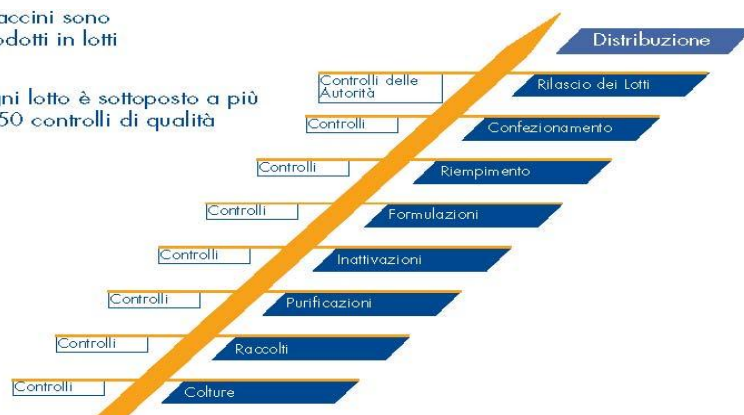 accini sono
odotti in lotti
gni lotto è sottoposto a più
50 controlli di qualità
Distribuzione
Controlli delle
Autorità
Rilascio dei Lotti
Controlli
Confezionamento
Controlli
Riempimento
Controlli
Formulazioni
Controlli
Inattivazioni
Controlli
Purificazioni
Controlli
Raccolti
Controlli
Colture